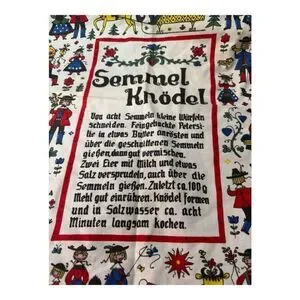 Semmel
Knödel
Von acht Semmeln kleine Würfeln
schneiden. Feingehackte Petersi-
lie in etwas Butter anrösten und
über die geschnittenen Semmeln
gießen, dann gut vermischen.
Zwei Eier mit Milch und etwas
Salz versprudeln, auch über die
Semmeln gießen. Zuletzt ca. 100 g
Mehl gut einrühren. Knödel formen
und in Salzwasser ca. acht
Minuten langsam kochen.